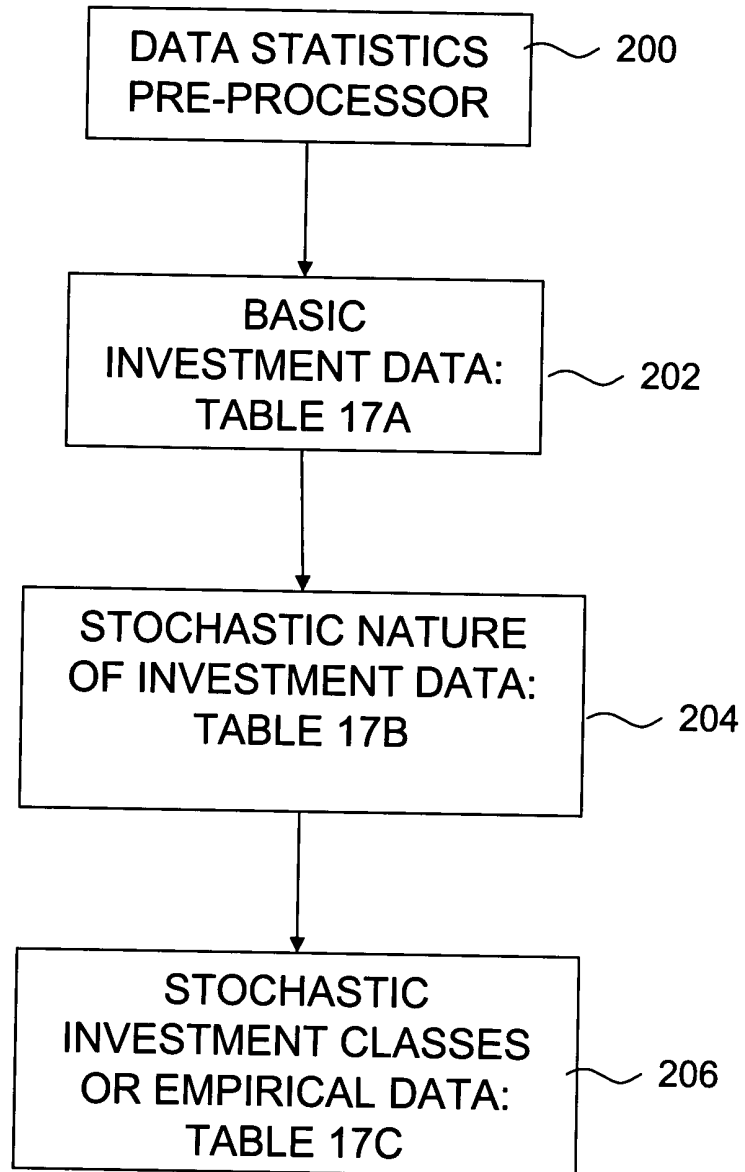 DATA STATISTICS
PRE-PROCESSOR
200
BASIC
INVESTMENT DATA:
TABLE 17A
202
STOCHASTIC NATURE
OF INVESTMENT DATA:
TABLE 17B
204
STOCHASTIC
INVESTMENT CLASSES
OR EMPIRICAL DATA:
TABLE 17C
206